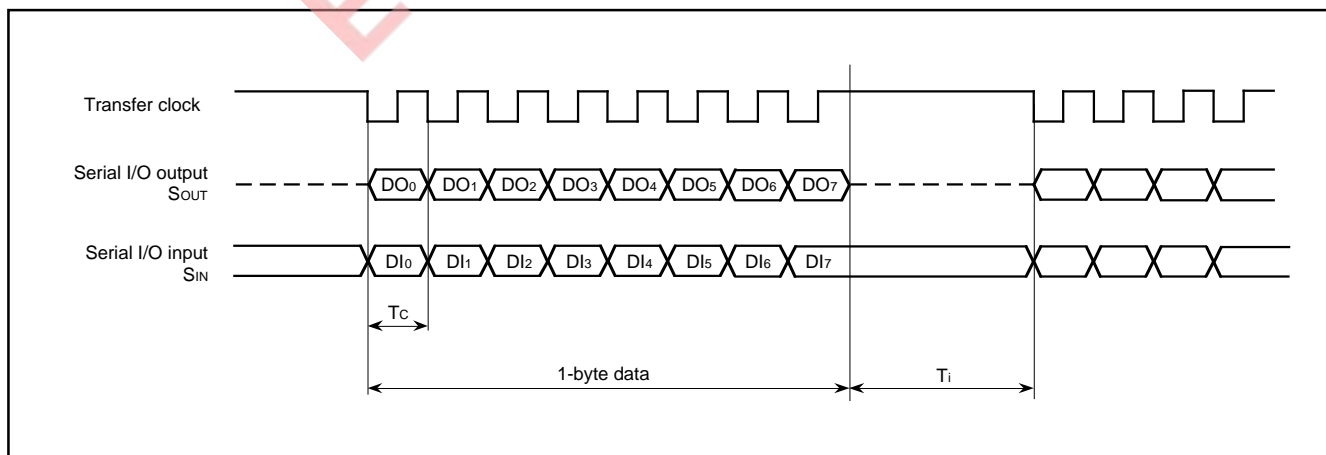 Transfer clock
Serial I/O output
SOUT
DO0 DO1 DO2 DO3 DO4 DO5 DO6 DO7
Serial I/O input
SIN
DI0 DI1 DI2 DI3 DI4 DI5 DI6 DI7
TC
1-byte data
Ti